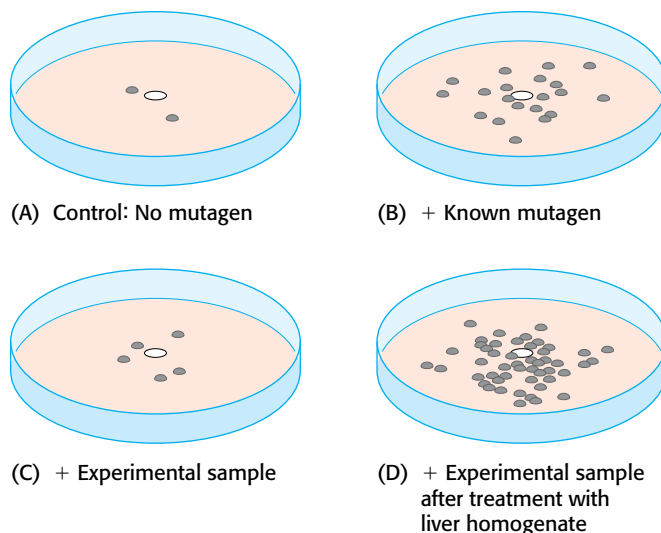 (A) Control: No mutagen
(B) + Known mutagen
(C) + Experimental sample
(D) + Experimental sample
after treatment with
liver homogenate